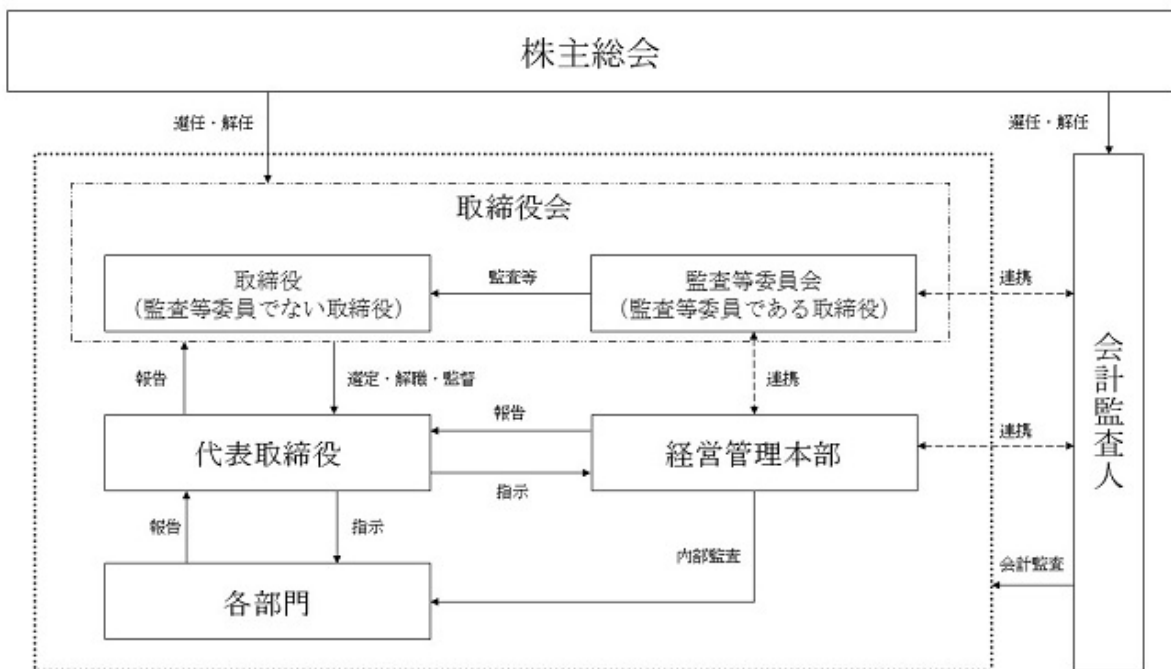 株主総会
選任・解任
選任・解任
取締役会
取締役
（監査等委員でない取締役）
監査等
監査等委員会
（監査等委員である取締役）
連携
報告
選定・解職・監督
連携
会計監査人
代表取締役
報告
指示
経営管理本部
連携
報告
指示
内部監査
会計監査
各部門